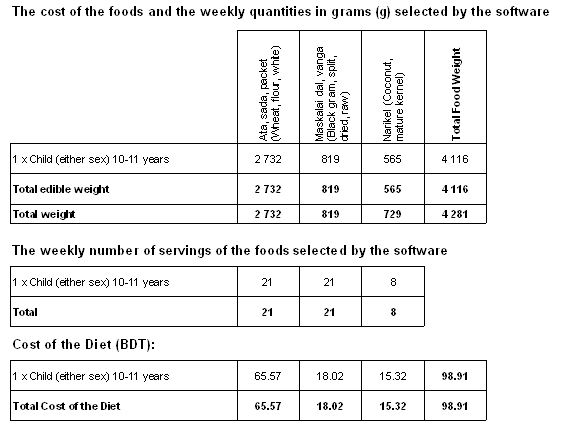 The cost of the foods and the weekly quantities in grams (g) selected by the software
Ata, sada, packet
(Wheat, flour, white)
Maskalai dal, vanga
(Black gram, split,
dried, raw)
Narikel (Coconut,
mature kernel)
Total Food Weight
1 x Child (either sex) 10-11 years 2 732 819 565 4 116
Total edible weight 2 732 819 565 4 116
Total weight 2 732 819 729 4 281
The weekly number of servings of the foods selected by the software
1 x Child (either sex) 10-11 years 21 21 8
Total 21 21 8
Cost of the Diet (BDT):
1 x Child (either sex) 10-11 years 65.57 18.02 15.32 98.91
Total Cost of the Diet 65.57 18.02 15.32 98.91